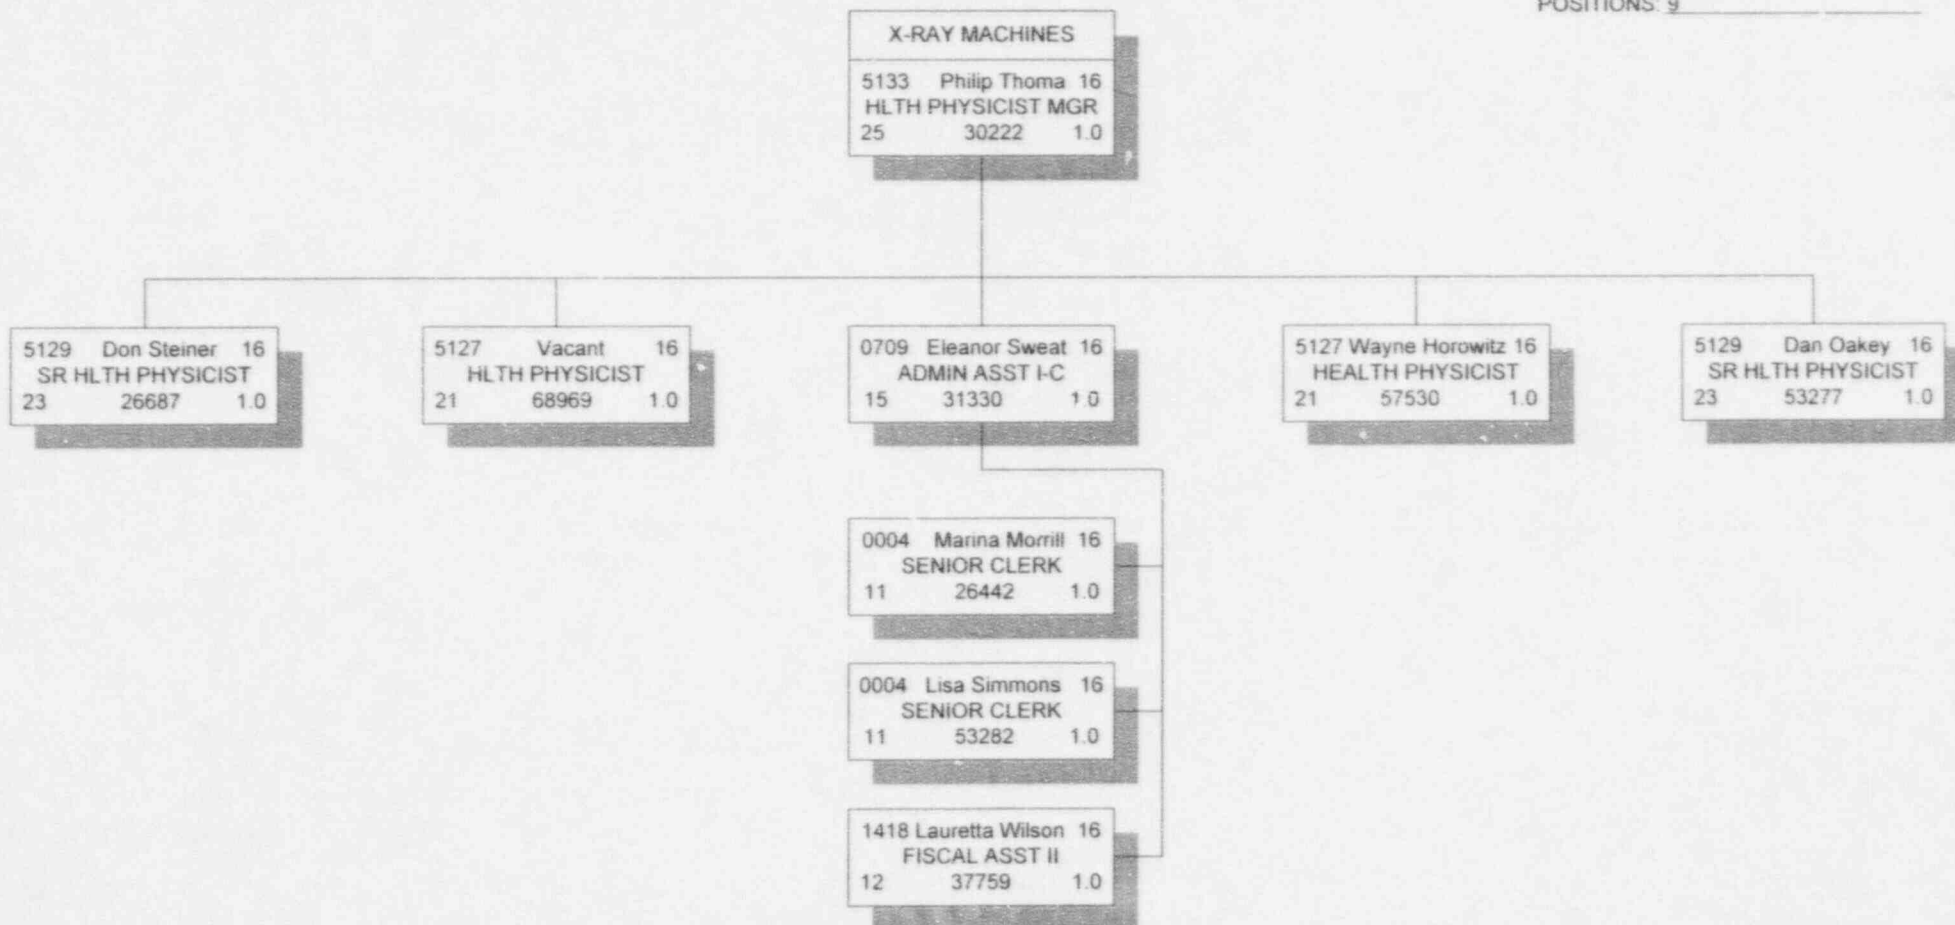 POSITIONS: 9
X-RAY MACHINES
5133 Philip Thoma 16
HLTH PHYSICIST MGR
25 30222 1.0
5129 Don Steiner 16
SR HLTH PHYSICIST
23 26687 1.0
5127 Vacant 16
HLTH PHYSICIST
21 68969 1.0
0709 Eleanor Sweat 16
ADMIN ASST I-C
15 31330 1.0
5127 Wayne Horowitz 16
HEALTH PHYSICIST
21 57530 1.0
5129 Dan Oakey 16
SR HLTH PHYSICIST
23 53277 1.0
0004 Marina Morrill 16
SENIOR CLERK
11 26442 1.0
0004 Lisa Simmons 16
SENIOR CLERK
11 53282 1.0
1418 Lauretta Wilson 16
FISCAL ASST II
12 37759 1.0